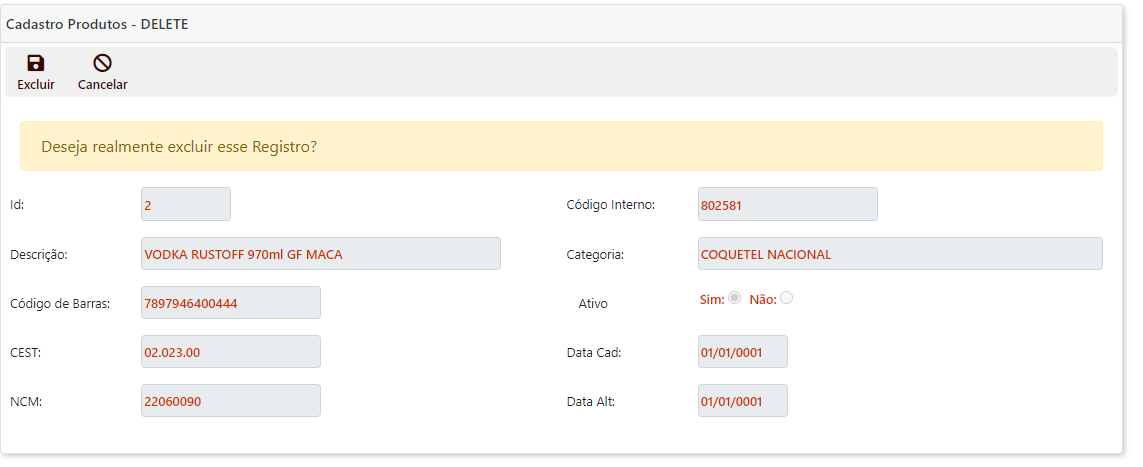 Cadastro Produtos - DELETE
Excluir Cancelar
Deseja realmente excluir esse Registro?
Id: 2 Código Interno: 802581
Descrição: VODKA RUSTOFF 970ml GF MACA Categoria: COQUETEL NACIONAL
Código de Barras: 7897946400444 Ativo Sim: Não:
CEST: 02.023.00 Data Cad: 01/01/0001
NCM: 22060090 Data Alt: 01/01/0001